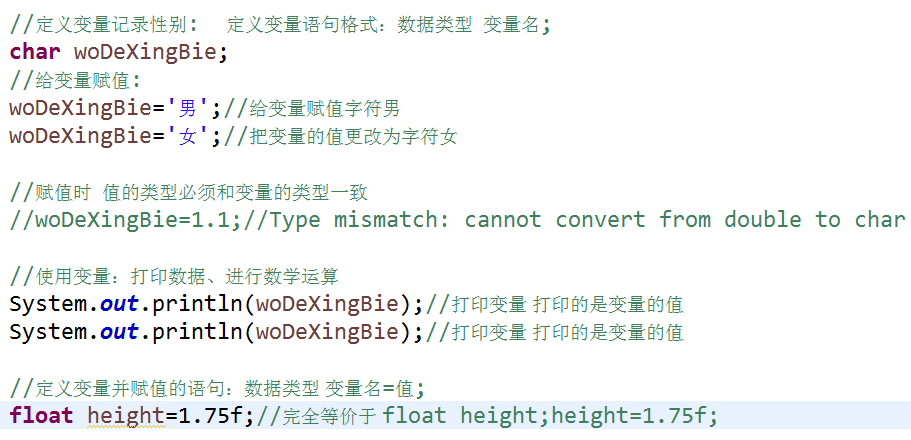 //定义变量记录性别:  定义变量语句格式：数据类型 变量名;
char woDeXingBie;
//给变量赋值:
woDeXingBie='男';//给变量赋值字符男
woDeXingBie='女';//把变量的值更改为字符女
//赋值时 值的类型必须和变量的类型一致
//woDeXingBie=1.1;//Type mismatch: cannot convert from double to char
//使用变量：打印数据、进行数学运算
System.out.println(woDeXingBie);//打印变量 打印的是变量的值
System.out.println(woDeXingBie);//打印变量 打印的是变量的值
//定义变量并赋值的语句：数据类型 变量名=值;
float height=1.75f;//完全等价于 float height;height=1.75f;